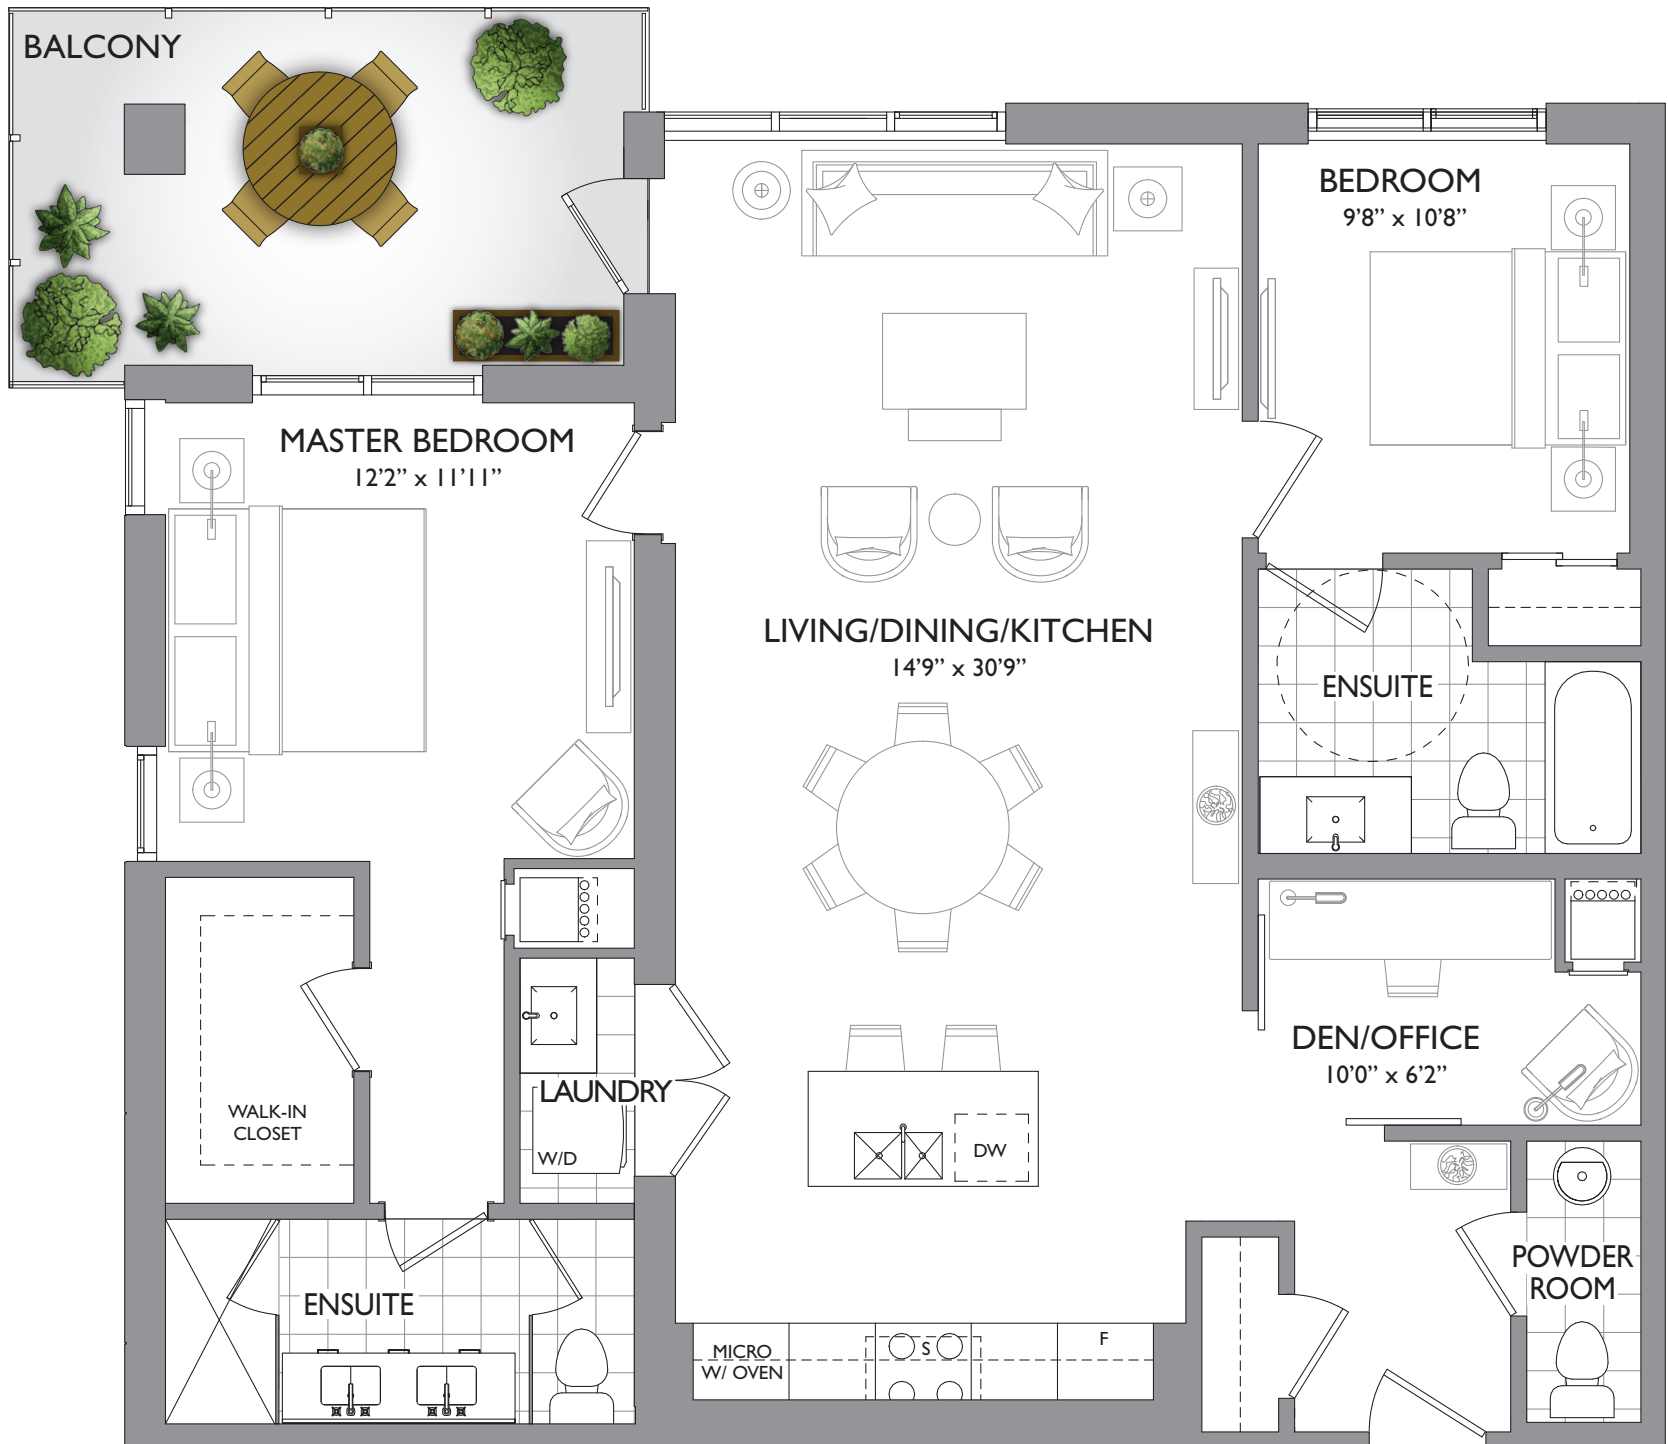 BALCONY
BEDROOM
9’8” x 10’8”
MASTER BEDROOM
12’2” x 11’11”
LIVING/DINING/KITCHEN
14’9” x 30’9”
ENSUITE
DEN/OFFICE
10’0” x 6’2”
LAUNDRY
W/D
WALK-IN
CLOSET
DW
POWDER
ROOM
ENSUITE
MICRO
W/ OVEN
S
F